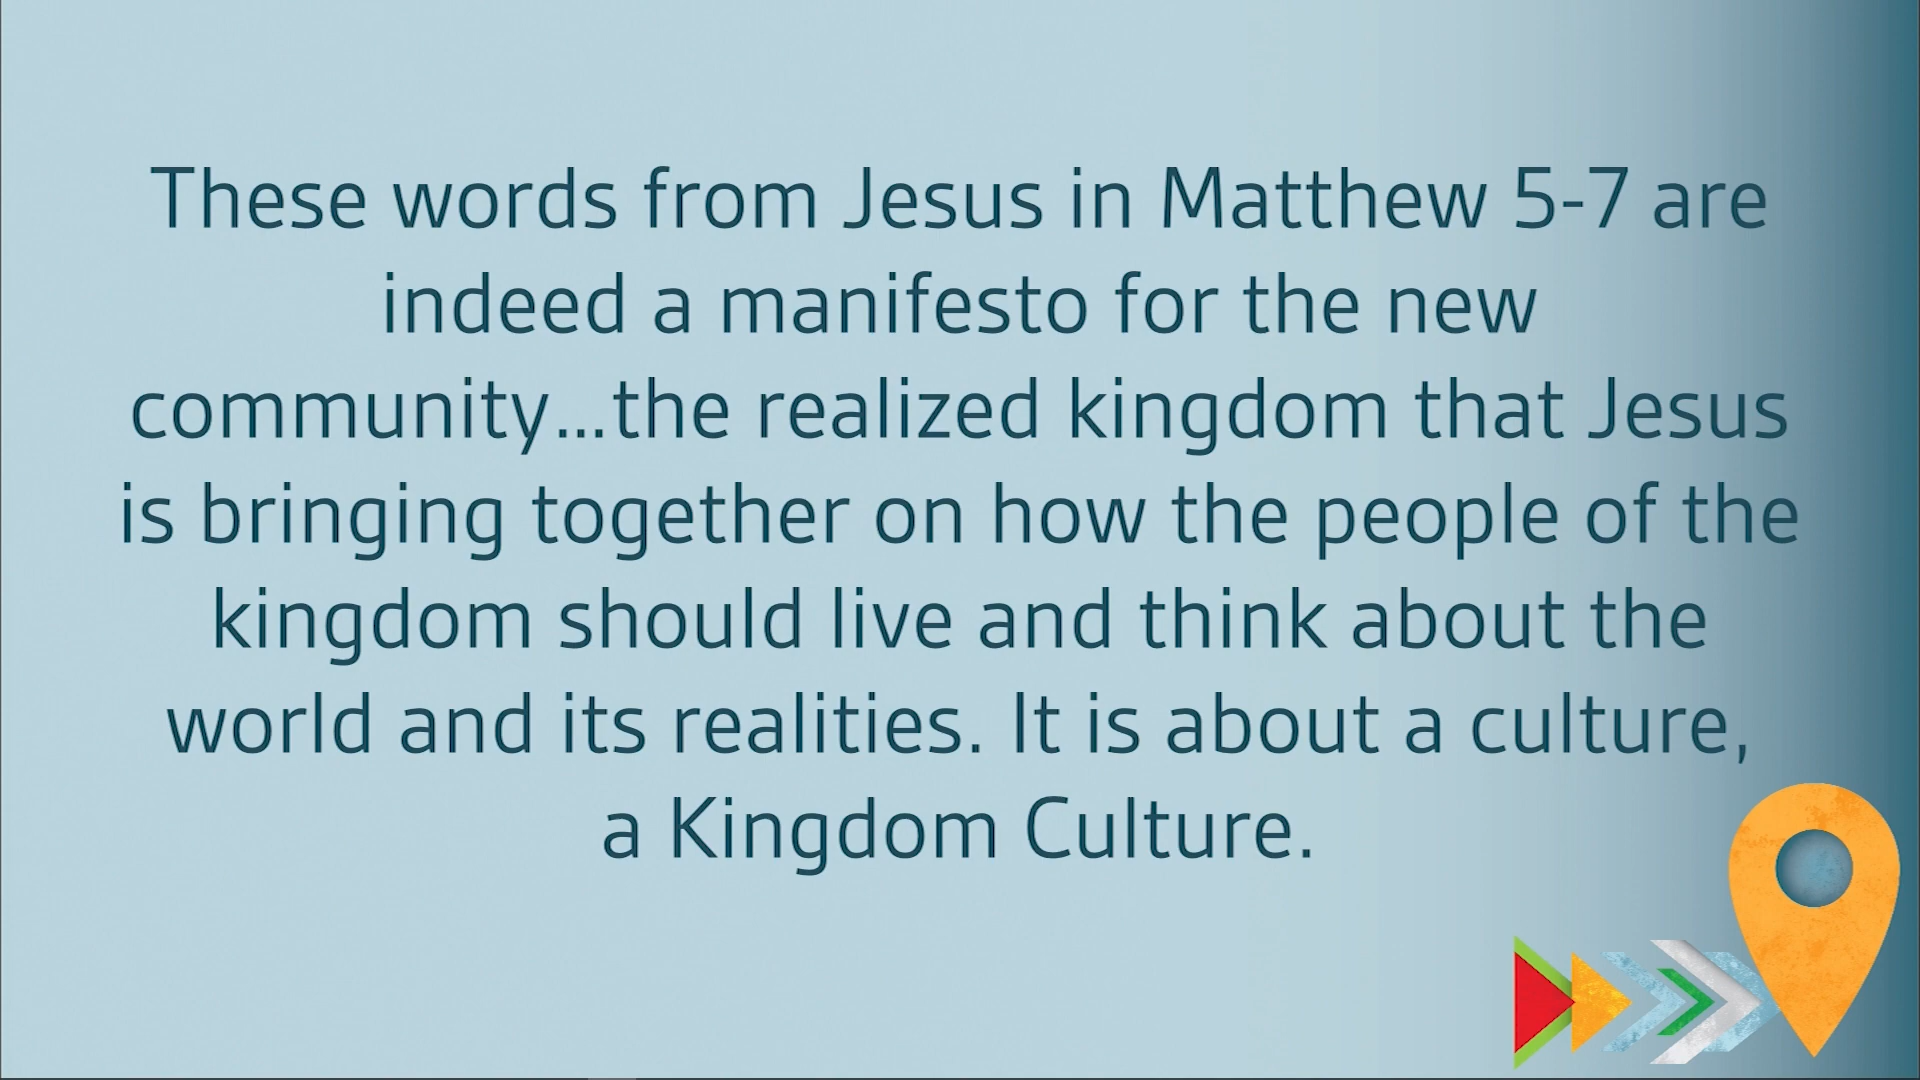 These words from Jesus in Matthew 5-7 are
indeed a manifesto for the new
community...the realized kingdom that Jesus
is bringing together on how the people of the
kingdom should live and think about the
world and its realities. It is about a culture,
a Kingdom Culture.